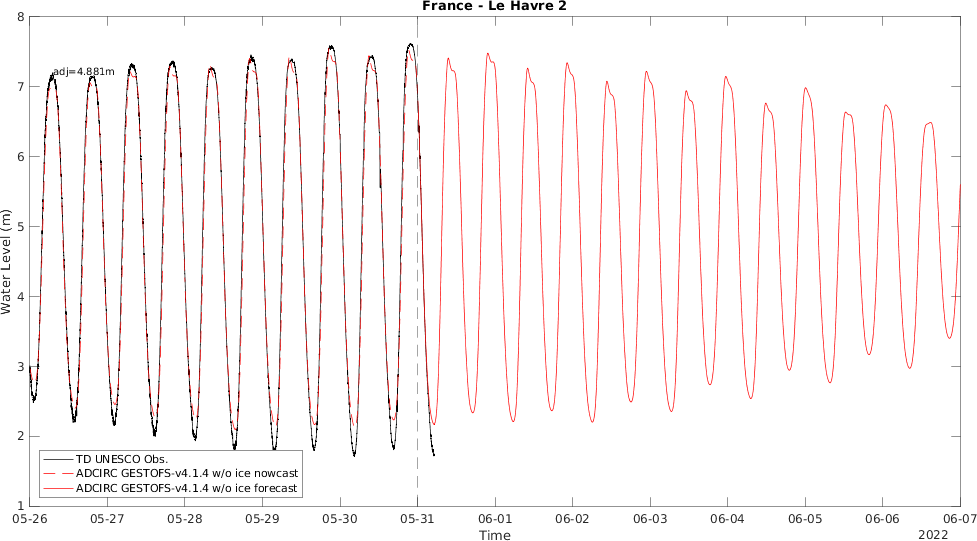 France - Le Havre 2
8
7
6
5
4
3
2
1
Water Level (m)
adj=4.881m
TD UNESCO Obs.
ADCIRC GESTOFS-v4.1.4 w/o ice nowcast
ADCIRC GESTOFS-v4.1.4 w/o ice forecast
05-26 05-27 05-28 05-29 05-30 05-31 06-01 06-02 06-03 06-04 06-05 06-06 06-07
Time
2022